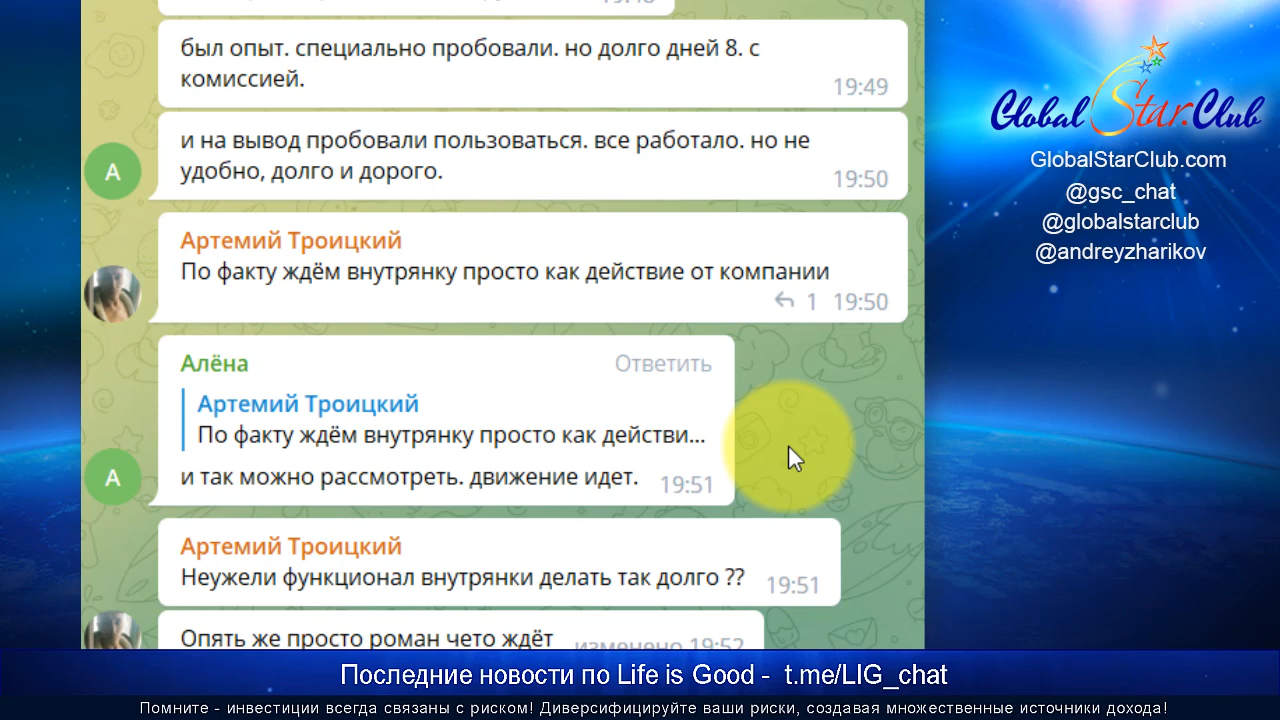 был опыт. специально пробовали. но долго дней 8. с
комиссией.
19:49
и на вывод пробовали пользоваться. все работало. но не
удобно, долго и дорого.
19:50
А
Артемий Троицкий
По факту ждём внутрянку просто как действие от компании
1 19:50
Алёна
Ответить
Артемий Троицкий
По факту ждём внутрянку просто как действи...
и так можно рассмотреть. движение идет.
19:51
А
Артемий Троицкий
Неужели функционал внутрянки делать так долго ??
19:51
Опять же просто роман чето ждёт
изменено 19:52
Global Star.Club
GlobalStarClub.com
@gsc_chat
@globalstarclub
@andreyzharikov
Последние новости по Life is Good - t.me/LIG_chat
Помните - инвестиции всегда связаны с риском! Диверсифицируйте ваши риски, создавая множественные источники дохода!